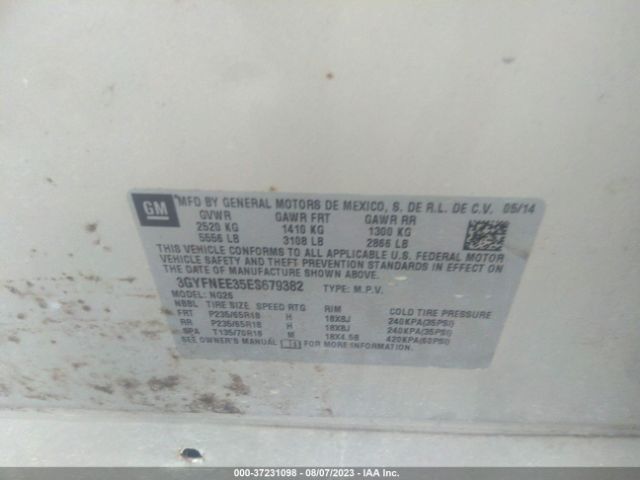 GM
MFD BY GENERAL MOTORS DE MEXICO, S. DE R.L. DE C.V. 05/14
GVWR GAWR FRT GAWR RR
2520 KG 1410 KG 1300 KG
5556 LB 3108 LB 2866 LB
THIS VEHICLE CONFORMS TO ALL APPLICABLE U.S. FEDERAL MOTOR
VEHICLE SAFETY AND THEFT PREVENTION STANDARDS IN EFFECT ON
THE DATE OF MANUFACTURE SHOWN ABOVE.
3GYFNEE35ES679382 TYPE: M.P.V.
MODEL: NG26
NBBL TIRE SIZE SPEED RTG RIM COLD TIRE PRESSURE
FRT P235/65R18 H 18X8J 240KPA(35PSI)
RR P235/65R18 H 18X8J 240KPA(35PSI)
SPA T135/70R18 M 18X4.5B 420KPA(60PSI)
SEE OWNER'S MANUAL FOR MORE INFORMATION.
000-37231098 - 08/07/2023 - IAA Inc.